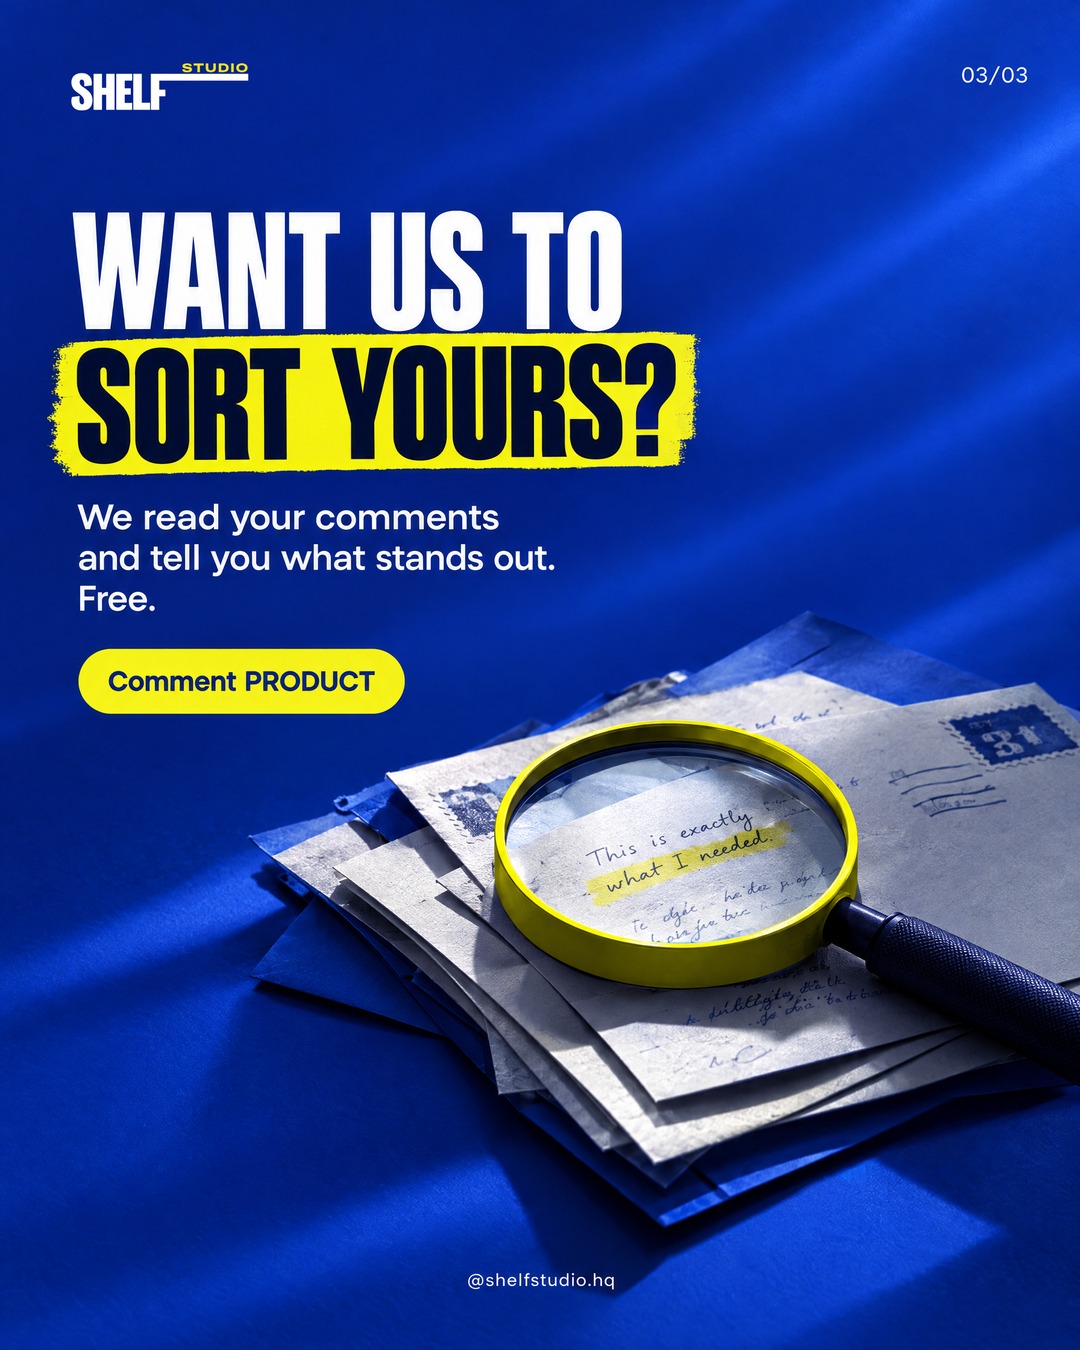 STUDIO
SHELF
03/03
WANT US TO
SORT YOURS?
We read your comments
and tell you what stands out.
Free.
Comment PRODUCT
31
This is exactly
what I needed.
@shelfstudio.hq